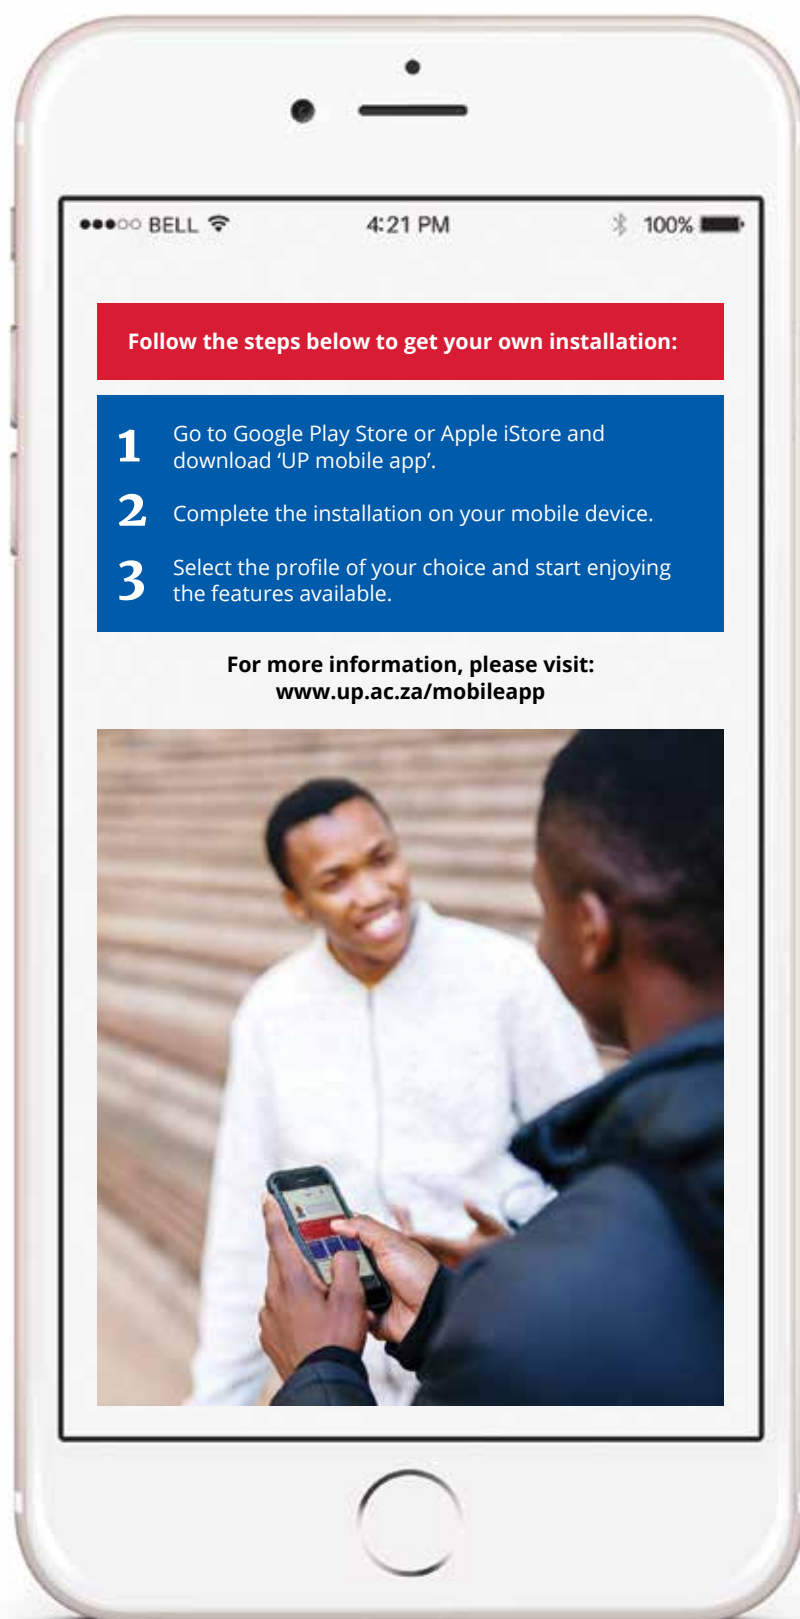 BELL 4:21 PM 100%
Follow the steps below to get your own installation:
1 Go to Google Play Store or Apple iStore and
download ‘UP mobile app’.
2 Complete the installation on your mobile device.
3 Select the profile of your choice and start enjoying
the features available.
For more information, please visit:
www.up.ac.za/mobileapp